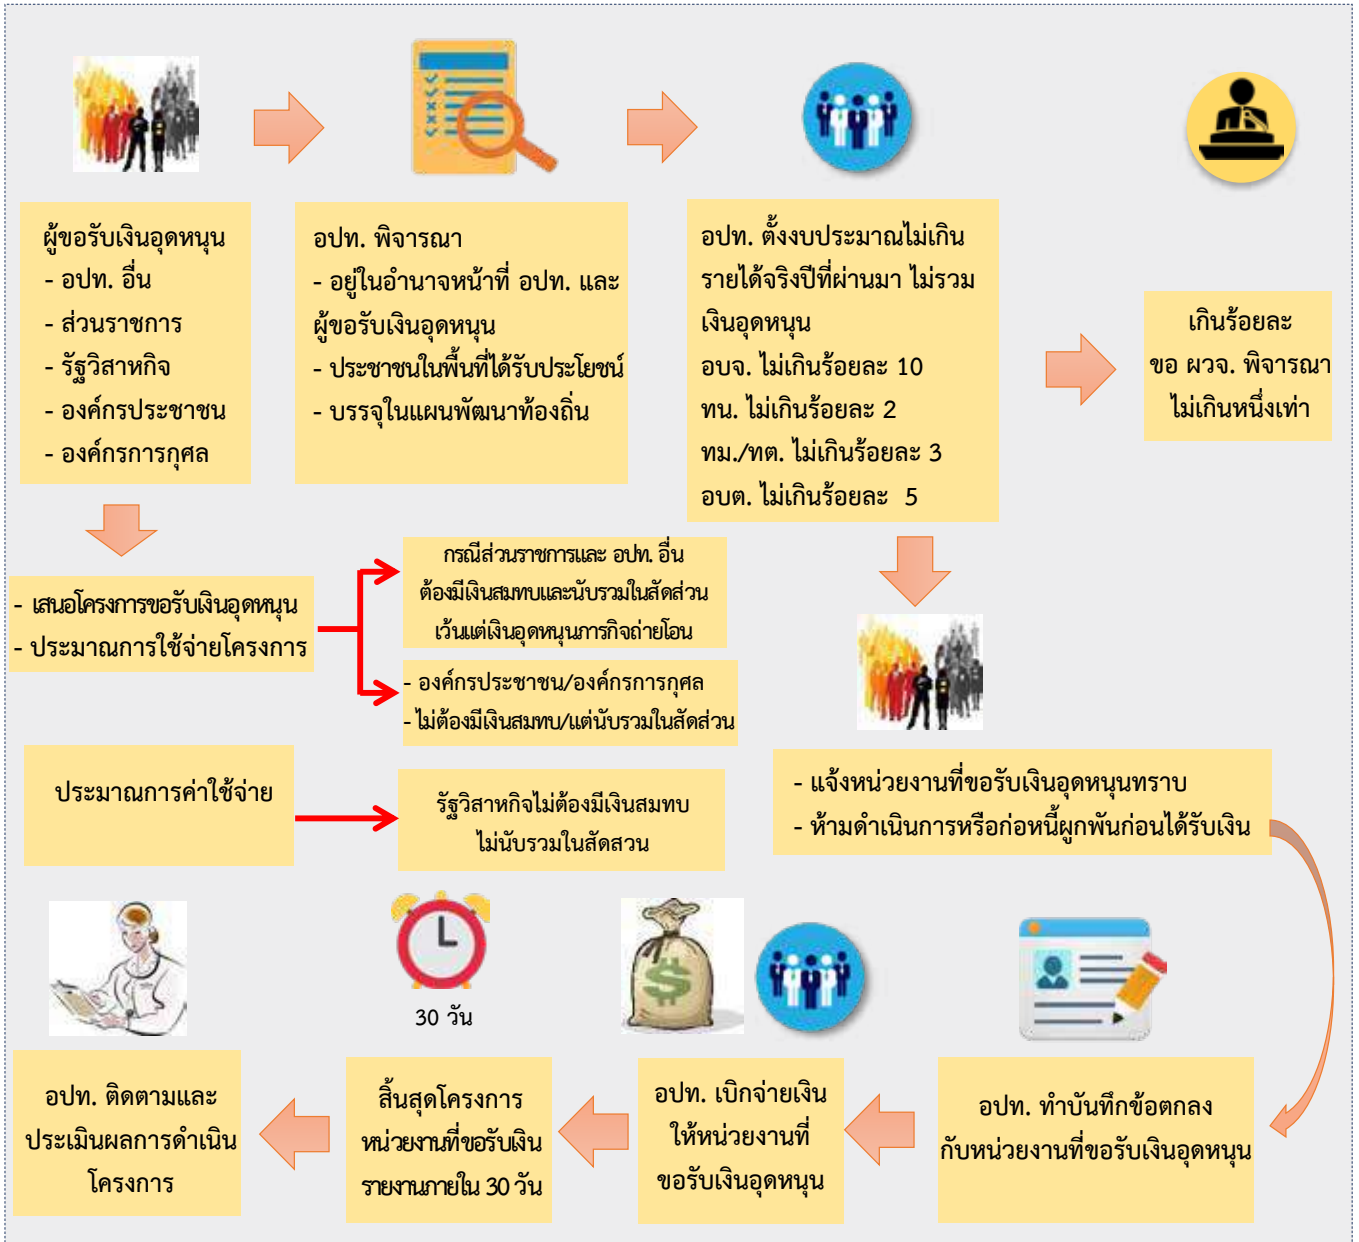 ผู้ขอรับเงินอุดหนุน
- อปท. อื่น
- ส่วนราชการ
- รัฐวิสาหกิจ
- องค์กรประชาชน
- องค์กรการกุศล
อปท. พิจารณา
- อยู่ในอำนาจหน้าที่ อปท. และ
ผู้ขอรับเงินอุดหนุน
- ประชาชนในพื้นที่ได้รับประโยชน์
- บรรจุในแผนพัฒนาท้องถิ่น
อปท. ตั้งงบประมาณไม่เกิน
รายได้จริงปีที่ผ่านมา ไม่รวม
เงินอุดหนุน
อบจ. ไม่เกินร้อยละ 10
ทน. ไม่เกินร้อยละ 2
ทม./ทต. ไม่เกินร้อยละ 3
อบต. ไม่เกินร้อยละ 5
เกินร้อยละ
ขอ ผวจ. พิจารณา
ไม่เกินหนึ่งเท่า
- เสนอโครงการขอรับเงินอุดหนุน
- ประมาณการใช้จ่ายโครงการ
กรณีส่วนราชการและ อปท. อื่น
ต้องมีเงินสมทบและนับรวมในสัดส่วน
เว้นแต่เงินอุดหนุนภารกิจถ่ายโอน
- องค์กรประชาชน/องค์กรการกุศล
- ไม่ต้องมีเงินสมทบ/แต่นับรวมในสัดส่วน
ประมาณการค่าใช้จ่าย
รัฐวิสาหกิจไม่ต้องมีเงินสมทบ
ไม่นับรวมในสัดสวน
- แจ้งหน่วยงานที่ขอรับเงินอุดหนุนทราบ
- ห้ามดำเนินการหรือก่อหนี้ผูกพันก่อนได้รับเงิน
30 วัน
อปท. ติดตามและ
ประเมินผลการดำเนิน
โครงการ
สิ้นสุดโครงการ
หน่วยงานที่ขอรับเงิน
รายงานภายใน 30 วัน
อปท. เบิกจ่ายเงิน
ให้หน่วยงานที่
ขอรับเงินอุดหนุน
อปท. ทำบันทึกข้อตกลง
กับหน่วยงานที่ขอรับเงินอุดหนุน